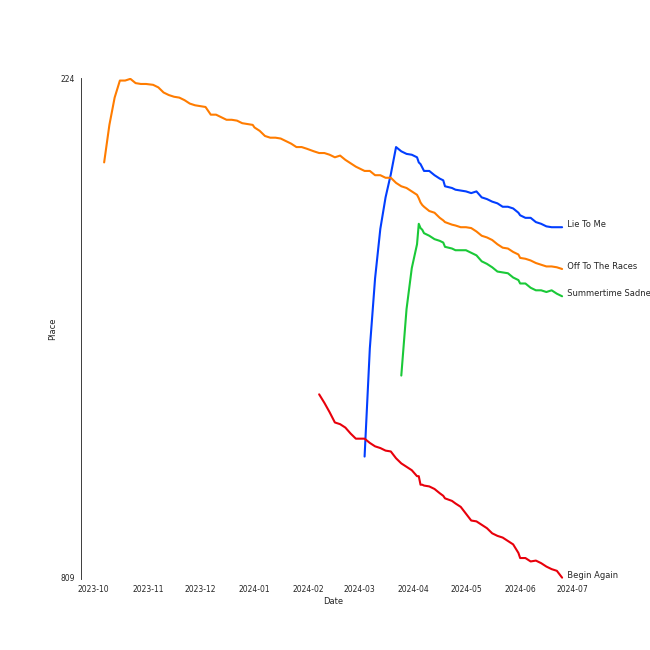 224
Lie To Me
Off To The Races
Summertime Sadne
Place
Begin Again
809
2023-10 2023-11 2023-12 2024-01 2024-02 2024-03 2024-04 2024-05 2024-06 2024-07
Date